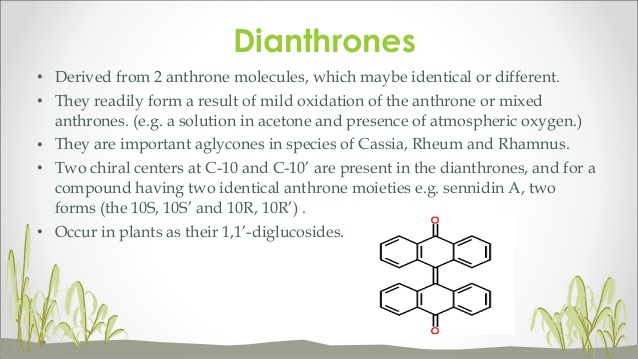 Dianthrones
• Derived from 2 anthrone molecules, which maybe identical or different.
• They readily form a result of mild oxidation of the anthrone or mixed
anthrones. (e.g. a solution in acetone and presence of atmospheric oxygen.)
• They are important aglycones in species of Cassia, Rheum and Rhamnus.
• Two chiral centers at C-10 and C-10’ are present in the dianthrones, and for a
compound having two identical anthrone moieties e.g. sennidin A, two
forms (the 10S, 10S’ and 10R, 10R’) .
• Occur in plants as their 1,1’-diglucosides.
O
O